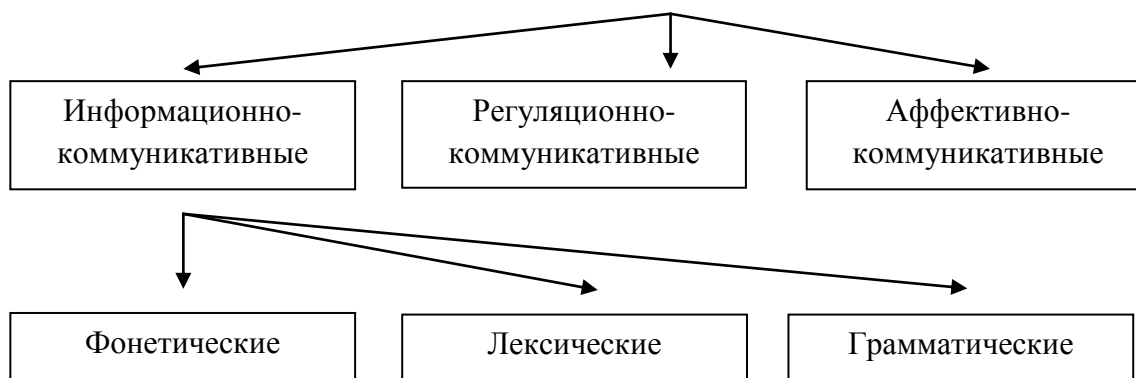 Информационно-
коммуникативные
Регуляционно-
коммуникативные
Аффективно-
коммуникативные
Фонетические
Лексические
Грамматические